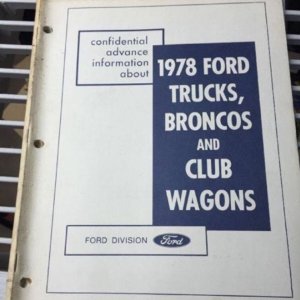 confidential
advance
information
about
1978 FORD
TRUCKS,
BRONCOS
AND
CLUB
WAGONS
FORD DIVISION
Ford